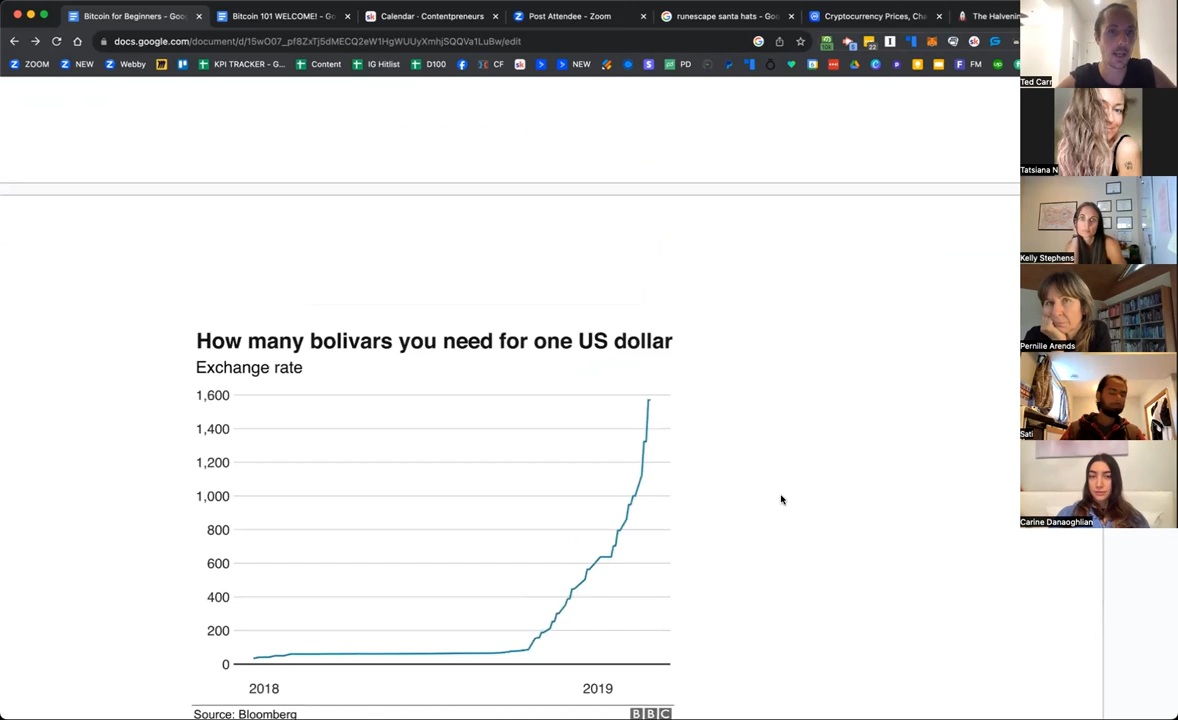 Bitcoin for Beginners - Goo
Bitcoin 101 WELCOME! - Go
Calendar · Contentpreneurs
Post Attendee - Zoom
runescape santa hats - Goo
Cryptocurrency Prices, Cha
The Halvenin
docs.google.com/document/d/15wO07_pf8ZxTj5dMECQ2eW1HgWUUyXmhjSQQVa1LuBw/edit
ZOOM
NEW
Webby
KPI TRACKER - G...
Content
IG Hitlist
D100
CF
NEW
PD
FM
Ted Carr
Tatsiana N
Kelly Stephens
Pernille Arends
Sati
Carine Danaoghlian
How many bolivars you need for one US dollar
Exchange rate
1,600
1,400
1,200
1,000
800
600
400
200
0
2018 2019
Source: Bloomberg
BBC